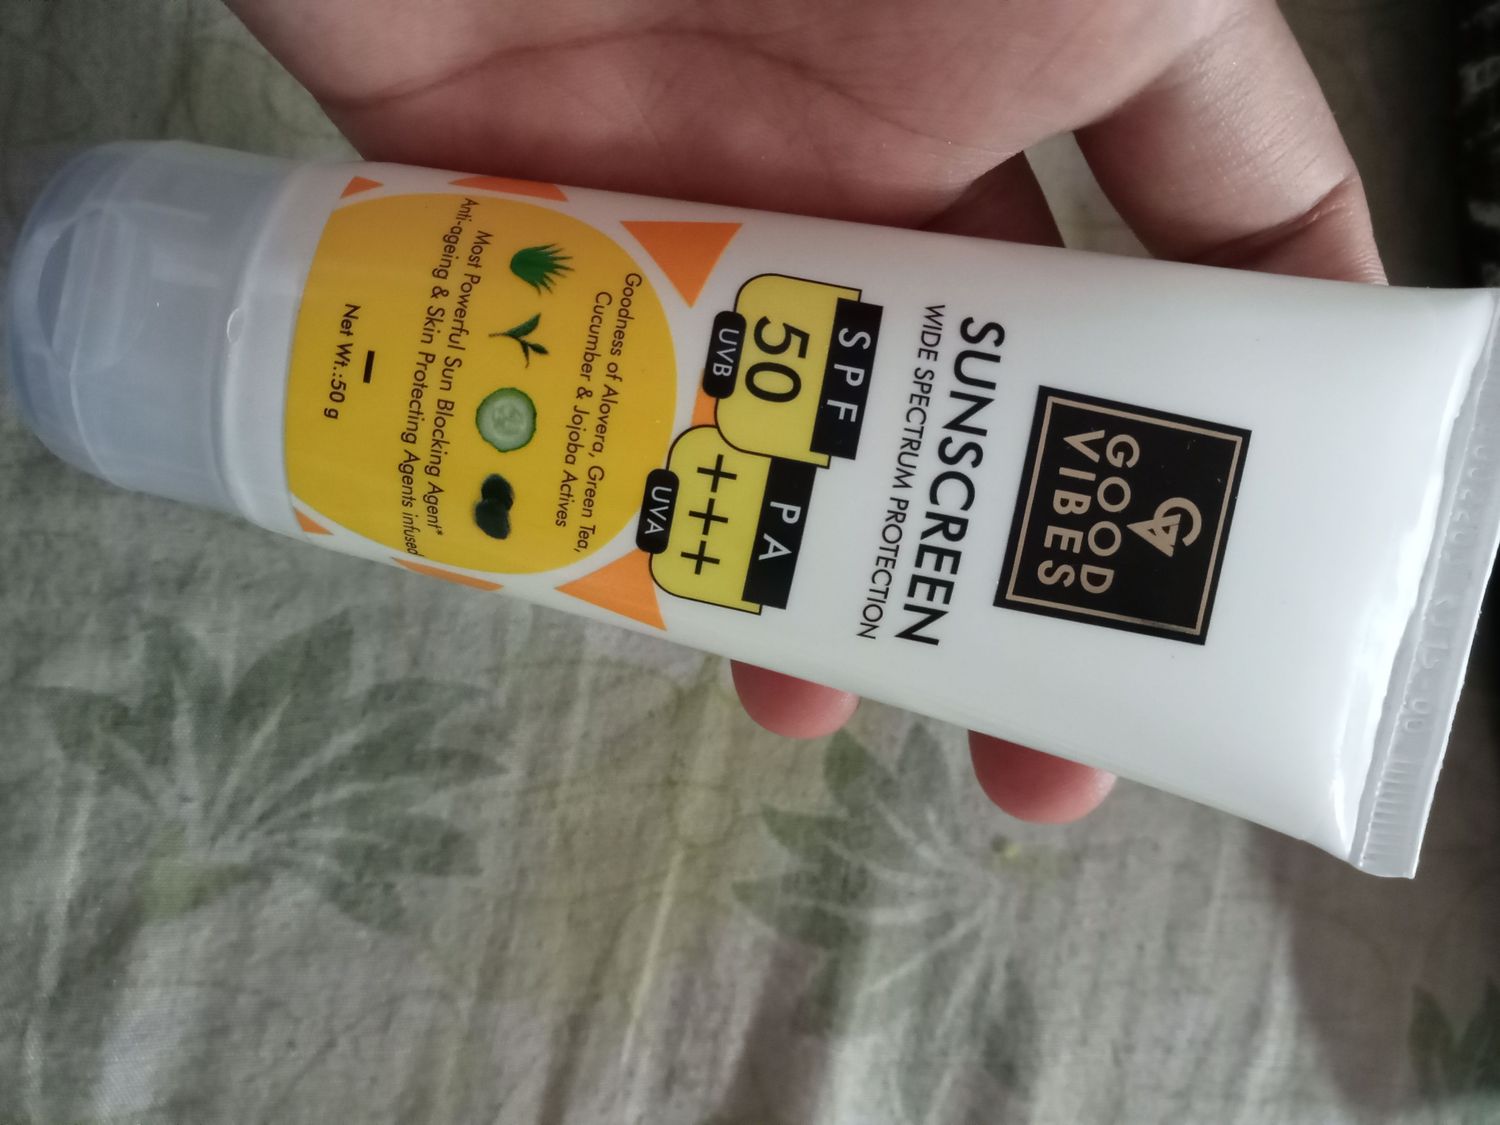 GOOD
VIBES
SUNSCREEN
WIDE SPECTRUM PROTECTION
SPF
50
UVB
PA
+++
UVA
Goodness of Alovera, Green Tea,
Cucumber & Jojoba Actives
Most Powerful Sun Blocking Agent*
Anti-ageing & Skin Protecting Agents infused
Net Wt.:50 g